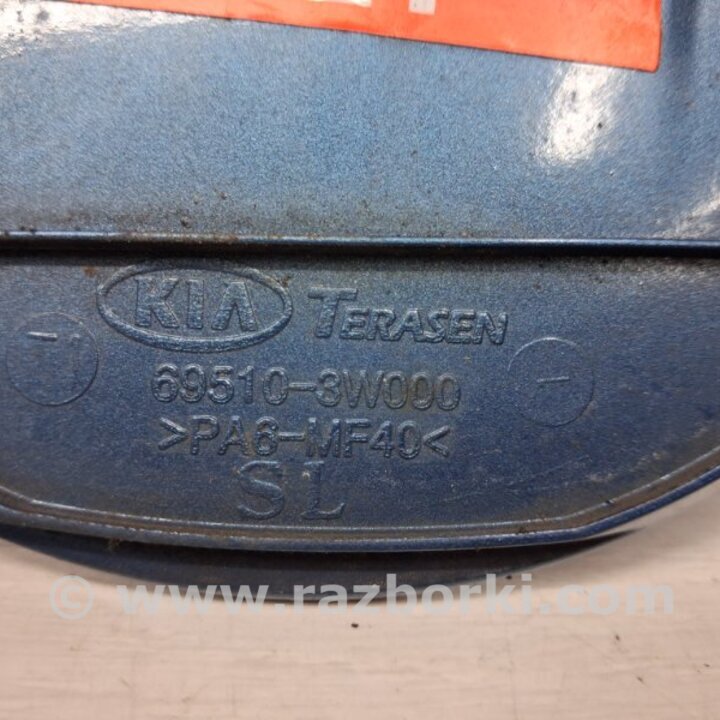 KIA TERASEN
69510-3W000
>PA6-MF40<
SL
© www.razborki.com